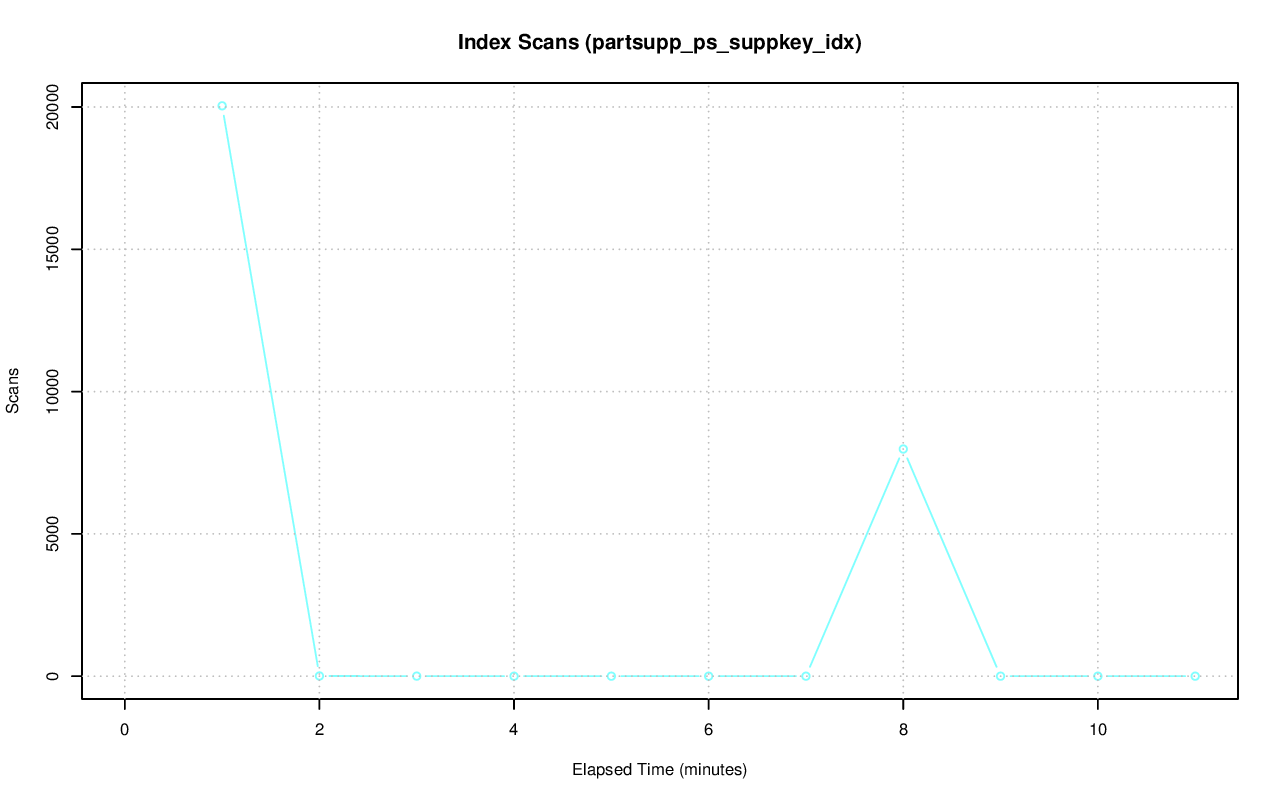 Index Scans (partsupp_ps_suppkey_idx)
20000
15000
10000
5000
0
Scans
0 2 4 6 8 10
Elapsed Time (minutes)